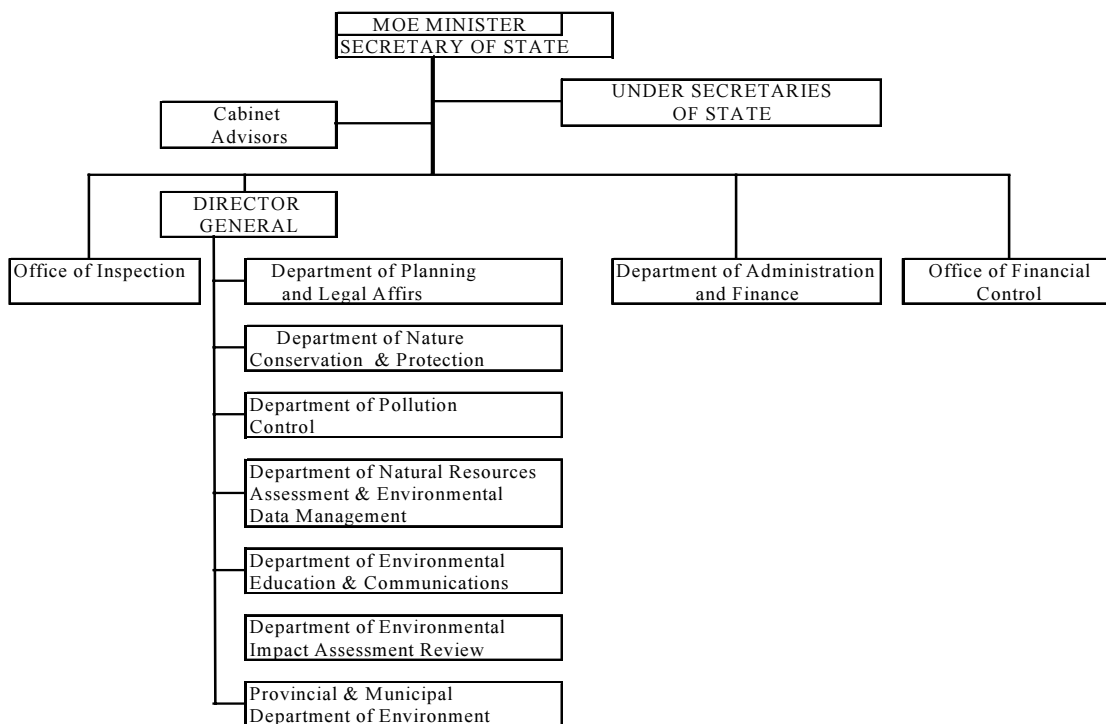 MOE MINISTER
SECRETARY OF STATE
UNDER SECRETARIES
OF STATE
Cabinet
Advisors
DIRECTOR
GENERAL
Office of Inspection
Department of Planning
and Legal Affirs
Department of Administration
and Finance
Office of Financial
Control
Department of Nature
Conservation & Protection
Department of Pollution
Control
Department of Natural Resources
Assessment & Environmental
Data Management
Department of Environmental
Education & Communications
Department of Environmental
Impact Assessment Review
Provincial & Municipal
Department of Environment